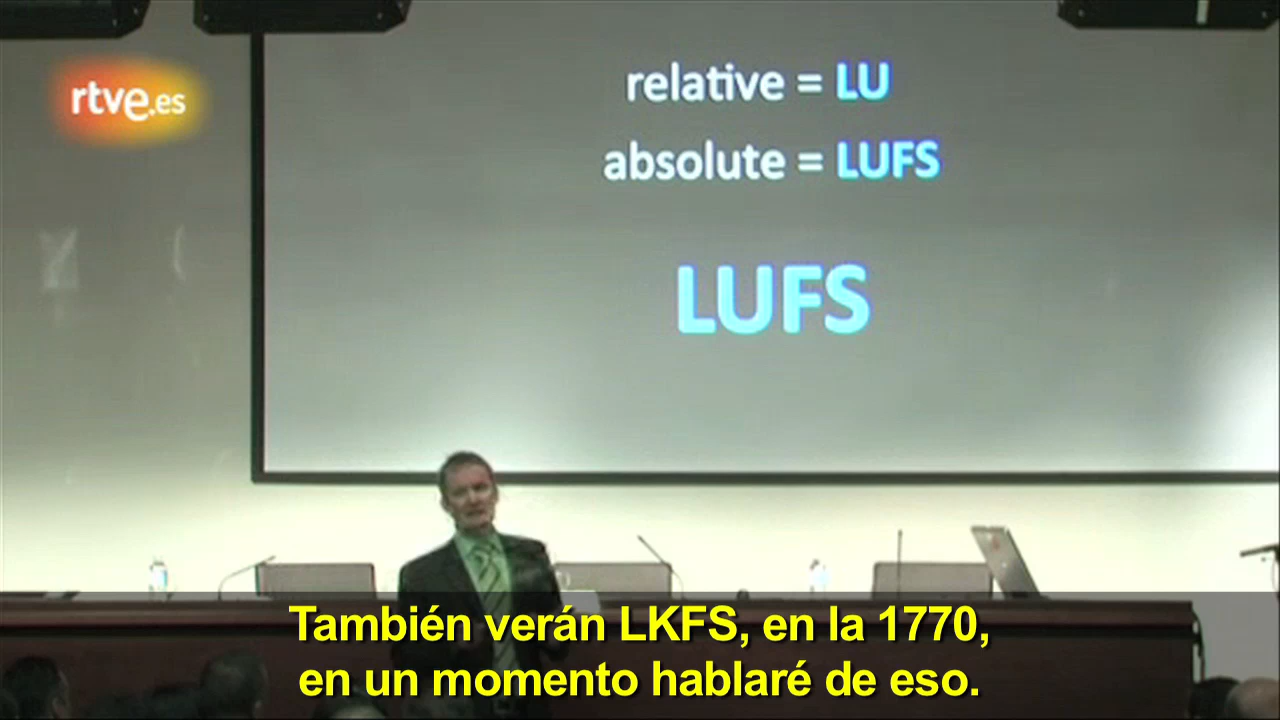 rtve.es
relative = LU
absolute = LUFS
LUFS
También verán LKFS, en la 1770,
en un momento hablaré de eso.